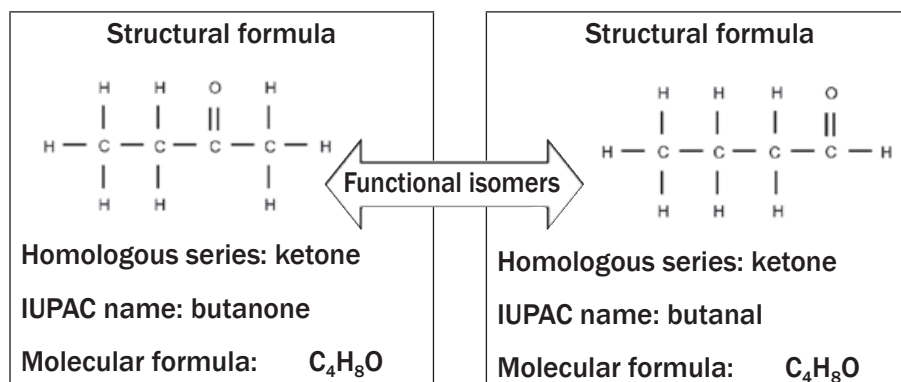 Structural formula
H H O H
H — C — C — C — C — H
H H H
Homologous series: ketone
IUPAC name: butanone
Molecular formula: C₄H₈O
Functional isomers
Structural formula
H H H O
H — C — C — C — C — H
H H H
Homologous series: ketone
IUPAC name: butanal
Molecular formula: C₄H₈O